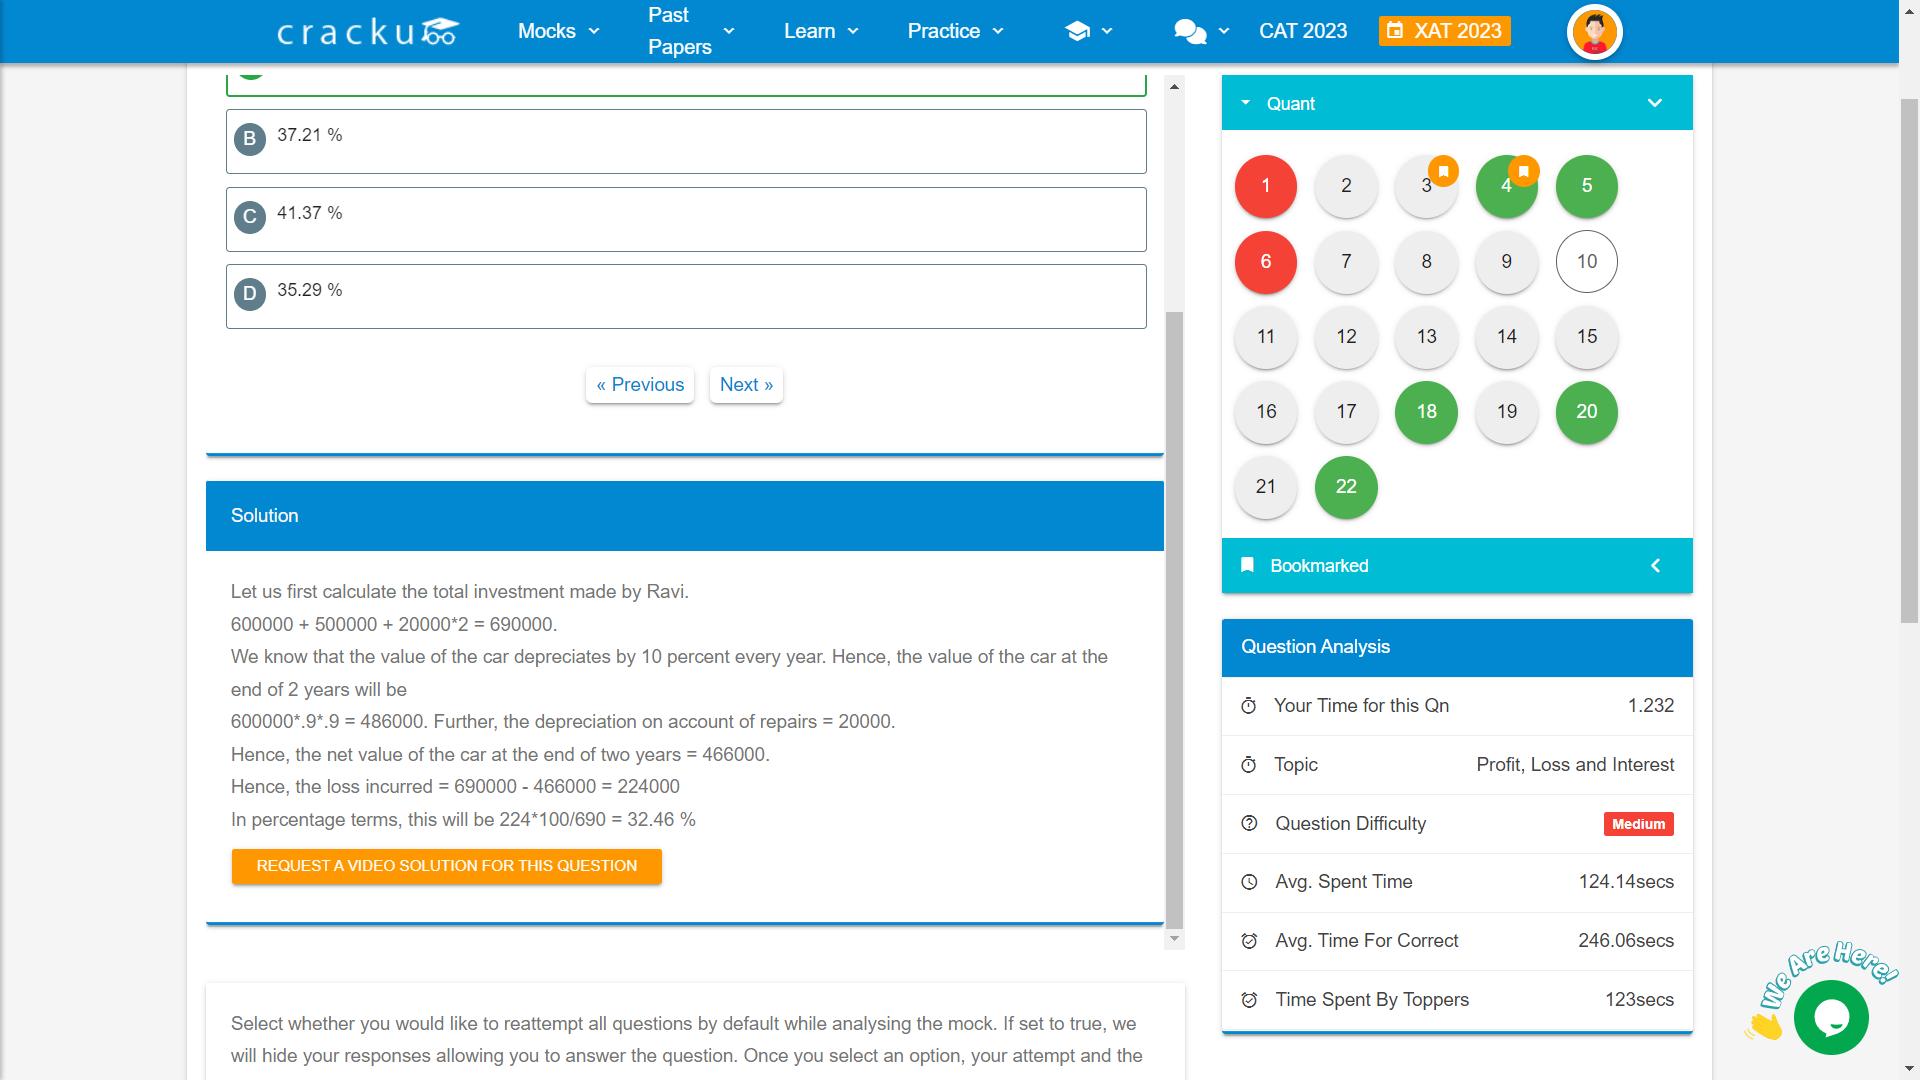 cracku
Mocks
Past
Papers
Learn
Practice
CAT 2023
XAT 2023
B
37.21 %
C
41.37 %
D
35.29 %
« Previous
Next »
Solution
Let us first calculate the total investment made by Ravi.
600000 + 500000 + 20000*2 = 690000.
We know that the value of the car depreciates by 10 percent every year. Hence, the value of the car at the
end of 2 years will be
600000*.9*.9 = 486000. Further, the depreciation on account of repairs = 20000.
Hence, the net value of the car at the end of two years = 466000.
Hence, the loss incurred = 690000 - 466000 = 224000
In percentage terms, this will be 224*100/690 = 32.46 %
REQUEST A VIDEO SOLUTION FOR THIS QUESTION
Select whether you would like to reattempt all questions by default while analysing the mock. If set to true, we
will hide your responses allowing you to answer the question. Once you select an option, your attempt and the
Quant
1 2 3 4 5
6 7 8 9 10
11 12 13 14 15
16 17 18 19 20
21 22
Bookmarked
Question Analysis
Your Time for this Qn 1.232
Topic Profit, Loss and Interest
Question Difficulty Medium
Avg. Spent Time 124.14secs
Avg. Time For Correct 246.06secs
Time Spent By Toppers 123secs
We Are Here!